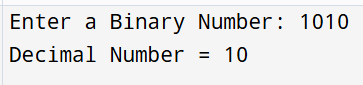 Enter a Binary Number: 1010
Decimal Number = 10